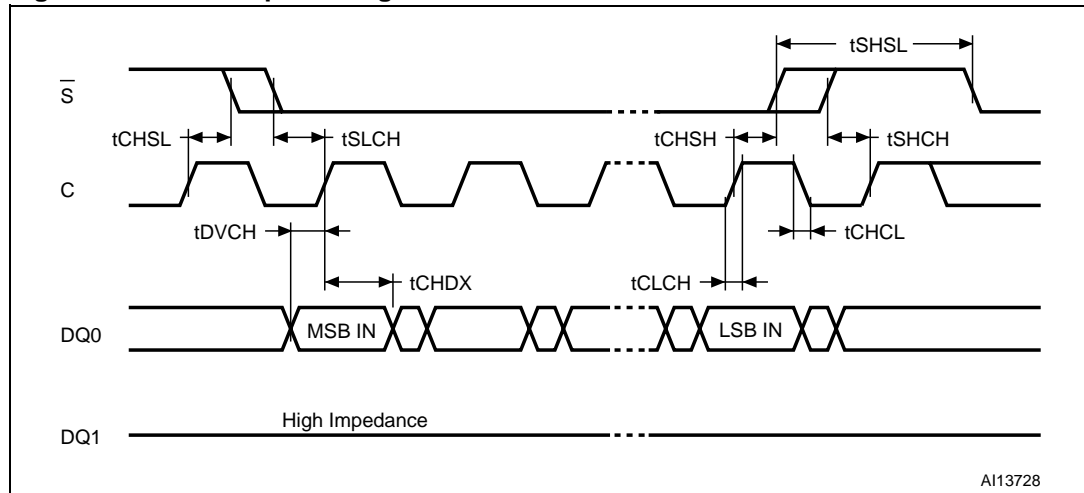 tSHSL
S
tCHSL
tSLCH
tCHSH
tSHCH
C
tDVCH
tCHCL
tCHDX
tCLCH
DQ0
MSB IN
LSB IN
High Impedance
DQ1
AI13728